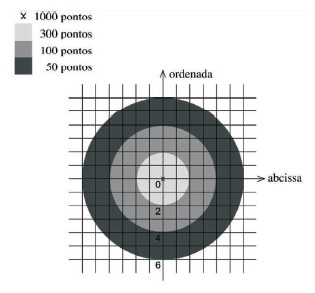 x 1000 pontos
300 pontos
100 pontos
50 pontos
ordenada
abcissa
0
2
4
6